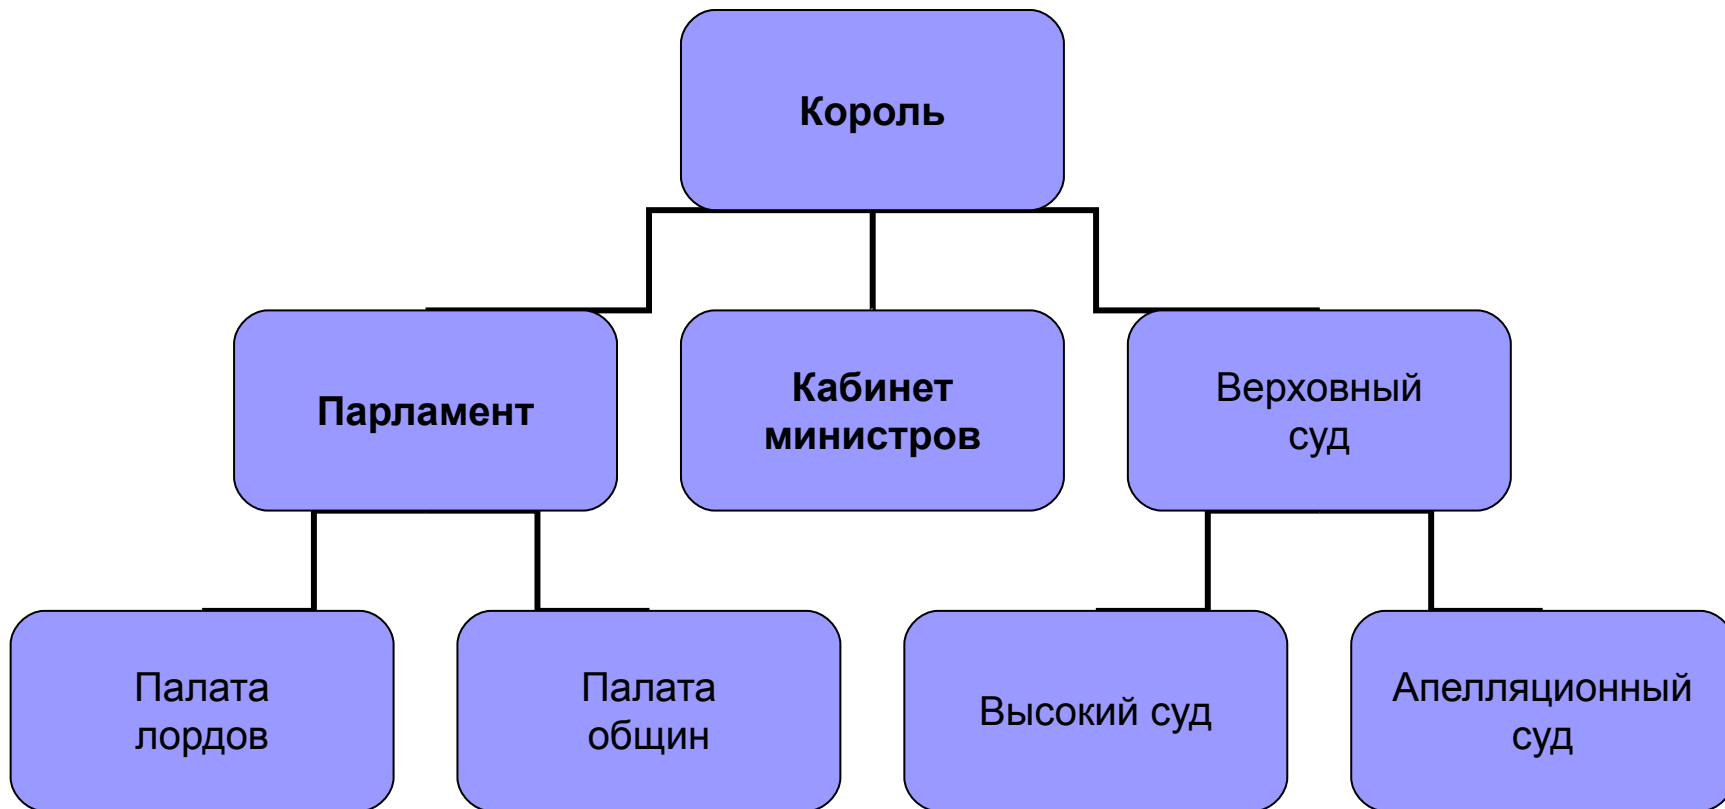 Король
Парламент
Кабинет
министров
Верховный
суд
Палата
лордов
Палата
общин
Высокий суд
Апелляционный
суд